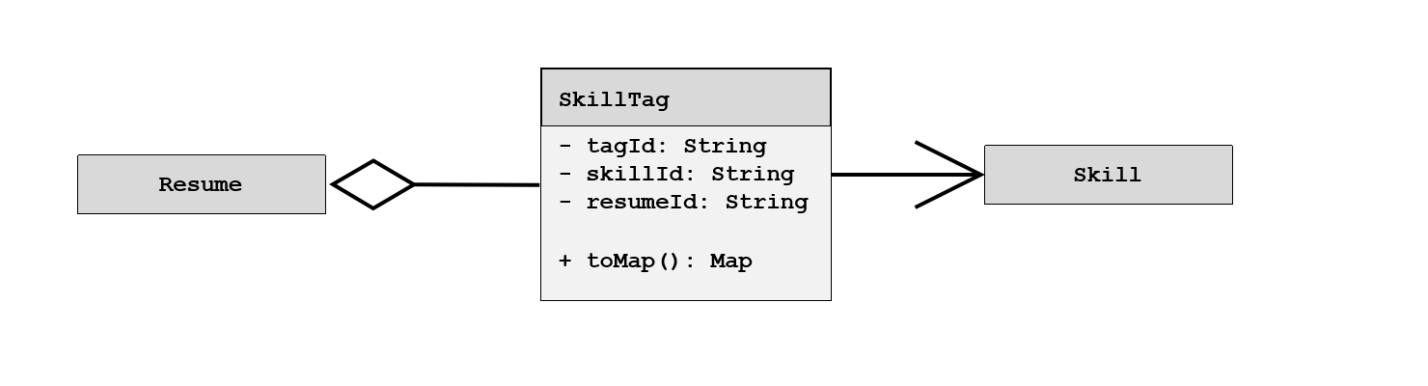 Resume
SkillTag
- tagId: String
- skillId: String
- resumeId: String
+ toMap(): Map
Skill